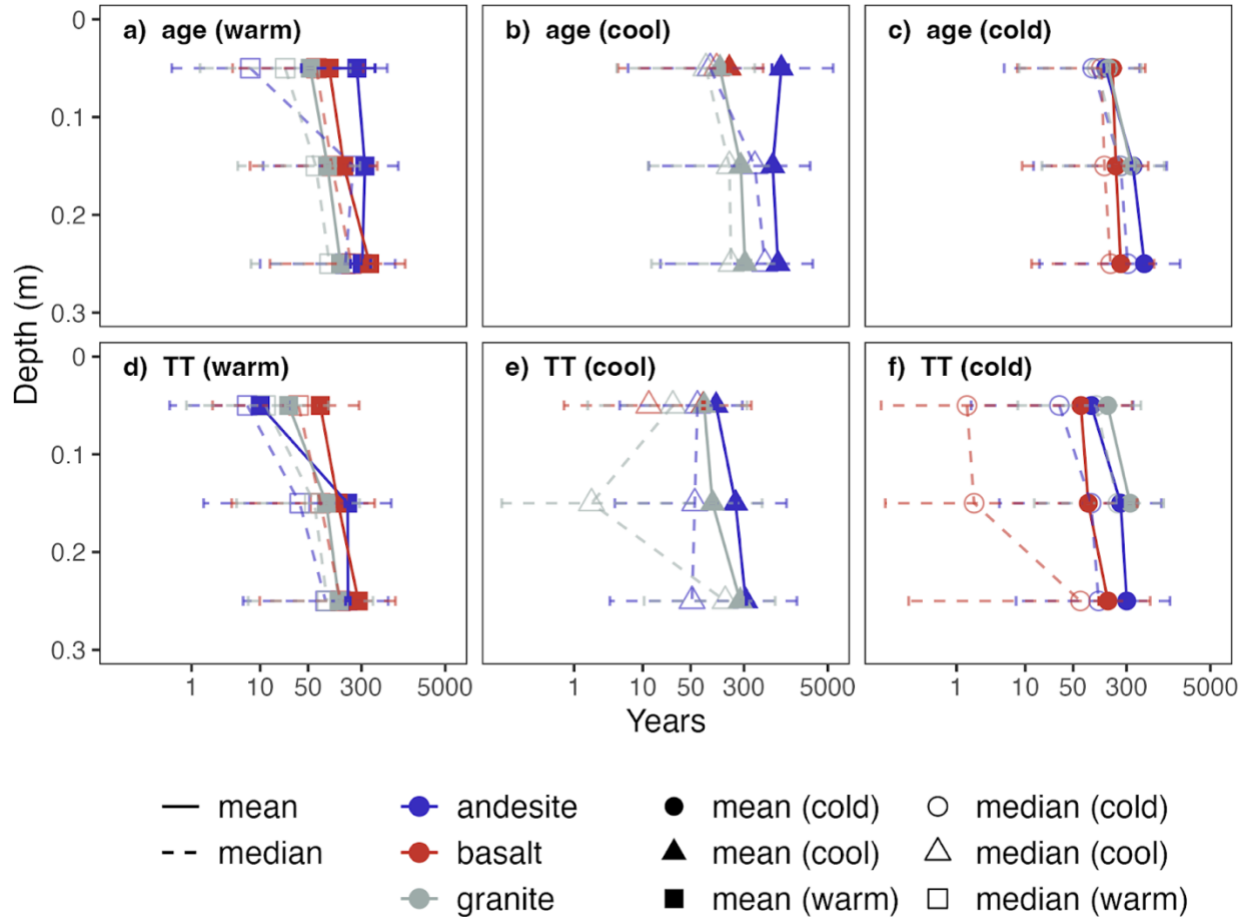 a) age (warm)
b) age (cool)
c) age (cold)
0
0.1
0.2
0.3
d) TT (warm)
e) TT (cool)
f) TT (cold)
0
0.1
0.2
0.3
Depth (m)
1 10 50 300 5000
1 10 50 300 5000
1 10 50 300 5000
Years
mean
andesite
mean (cold)
median (cold)
median
basalt
mean (cool)
median (cool)
granite
mean (warm)
median (warm)